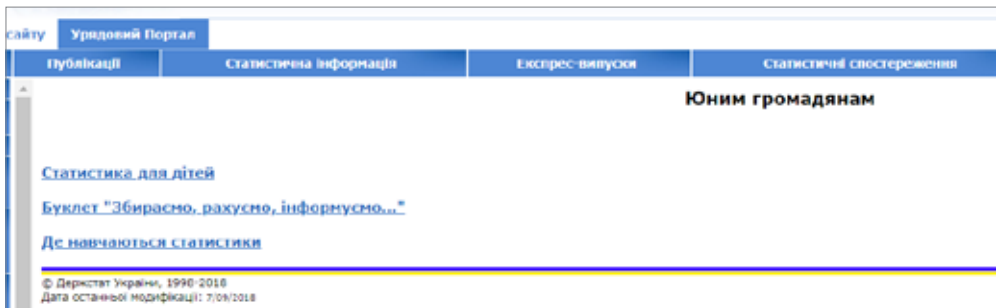 сайту Урядовий Портал
Публікації Статистична інформація Експрес-випуски Статистичні спостереження
Юним громадянам
Статистика для дітей
Буклет "Збираємо, рахуємо, інформуємо..."
Де навчаються статистики
© Держстат України, 1998-2018
Дата останньої модифікації: 7/09/2018